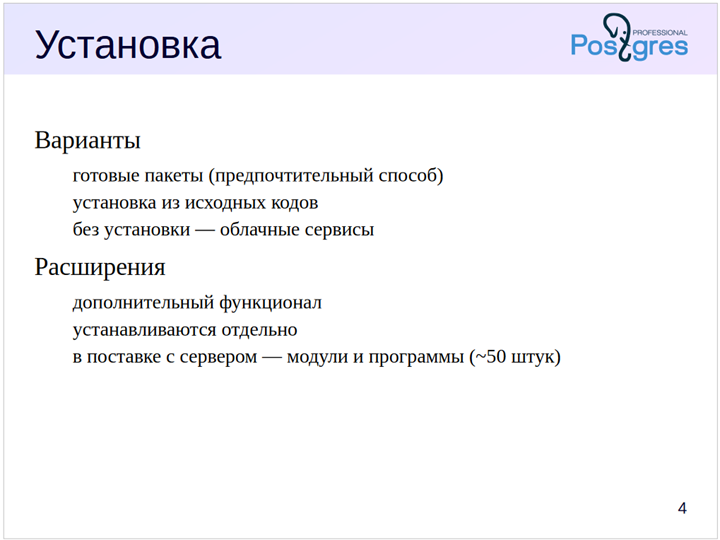 Установка
PROFESSIONAL
Postgres
Варианты
готовые пакеты (предпочтительный способ)
установка из исходных кодов
без установки — облачные сервисы
Расширения
дополнительный функционал
устанавливаются отдельно
в поставке с сервером — модули и программы (~50 штук)
4